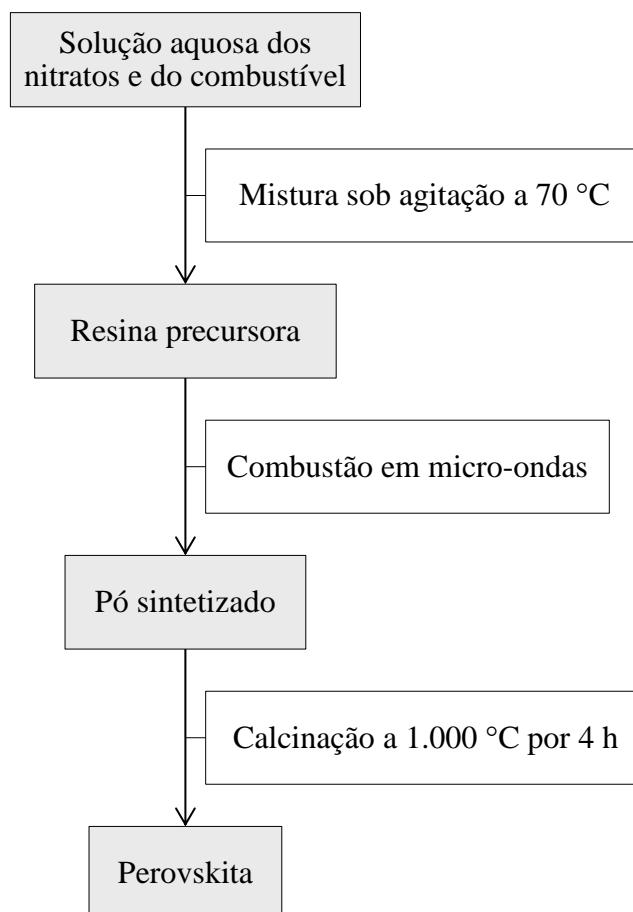 Solução aquosa dos
nitratos e do combustível
Mistura sob agitação a 70 °C
Resina precursora
Combustão em micro-ondas
Pó sintetizado
Calcinação a 1.000 °C por 4 h
Perovskita